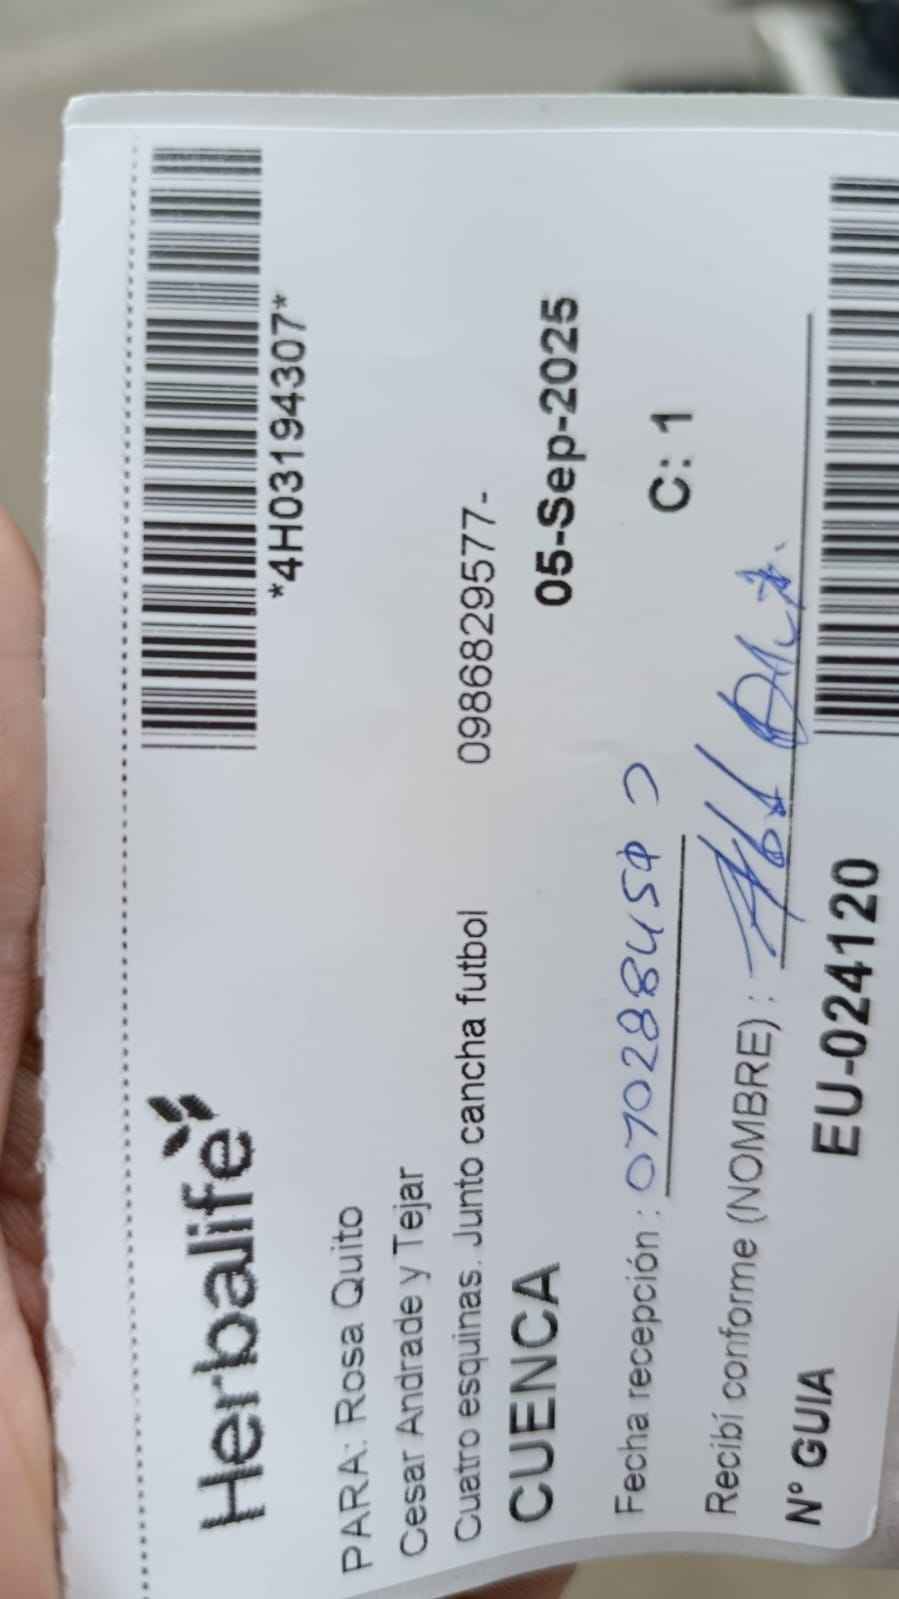 Herbalife
*4H03194307*
PARA: Rosa Quito
Cesar Andrade y Tejar
Cuatro esquinas. Junto cancha futbol 0986829577-
CUENCA 05-Sep-2025
Fecha recepción :
C: 1
Recibí conforme (NOMBRE) :
N° GUIA EU-024120